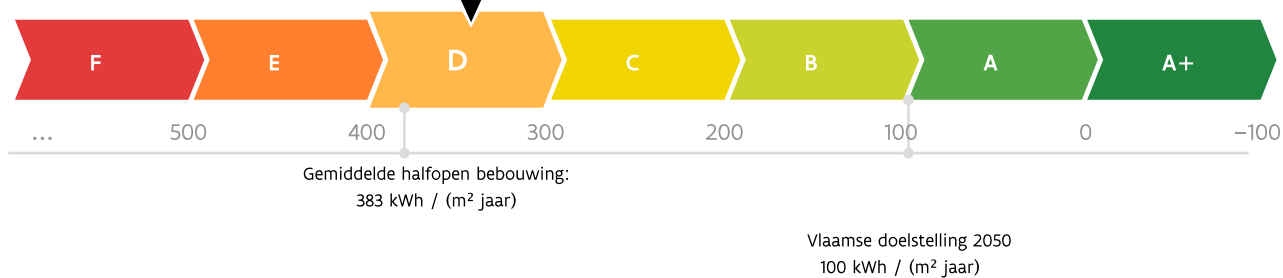 F E D C B A A+
... 500 400 300 200 100 0 −100
Gemiddelde halfopen bebouwing:
383 kWh / (m² jaar)
Vlaamse doelstelling 2050
100 kWh / (m² jaar)